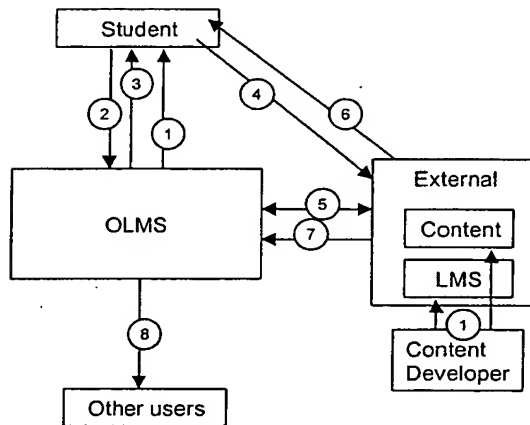 Student
2
3
1
4
6
External
Content
LMS
OLMS
5
7
1
Content
Developer
8
Other users